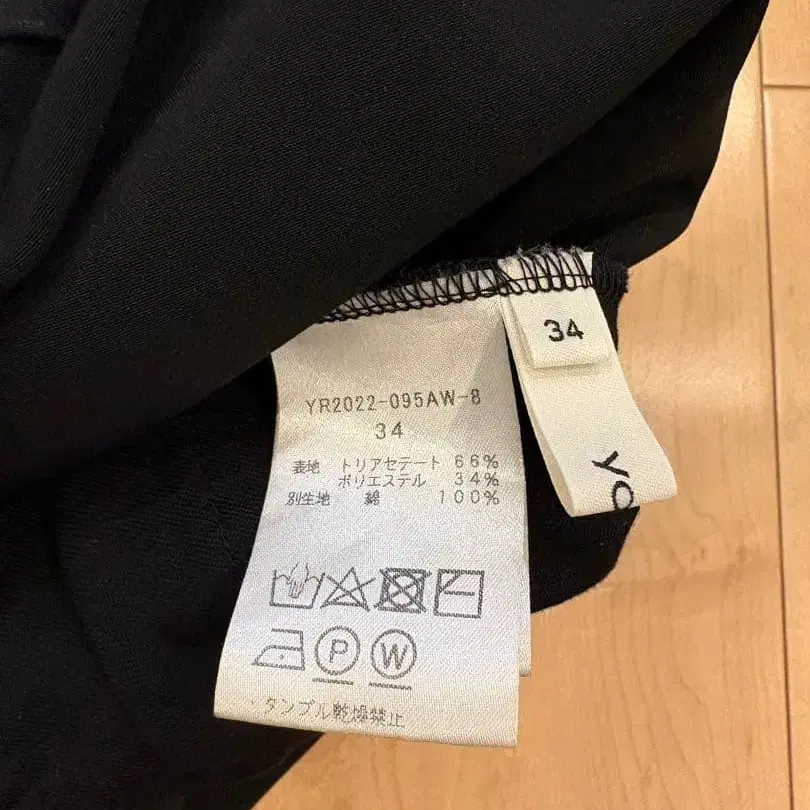 34
YO
YR2022-095AW-8
34
表地 トリアセテート 66%
ポリエステル 34%
別生地 綿 100%
P W
・タンブル乾燥禁止